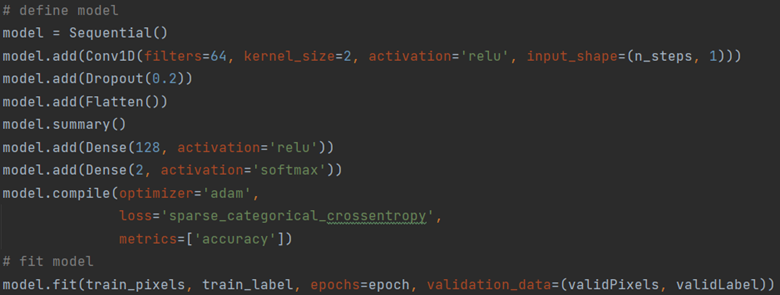 # define model
model = Sequential()
model.add(Conv1D(filters=64, kernel_size=2, activation='relu', input_shape=(n_steps, 1)))
model.add(Dropout(0.2))
model.add(Flatten())
model.summary()
model.add(Dense(128, activation='relu'))
model.add(Dense(2, activation='softmax'))
model.compile(optimizer='adam',
              loss='sparse_categorical_crossentropy',
              metrics=['accuracy'])
# fit model
model.fit(train_pixels, train_label, epochs=epoch, validation_data=(validPixels, validLabel))